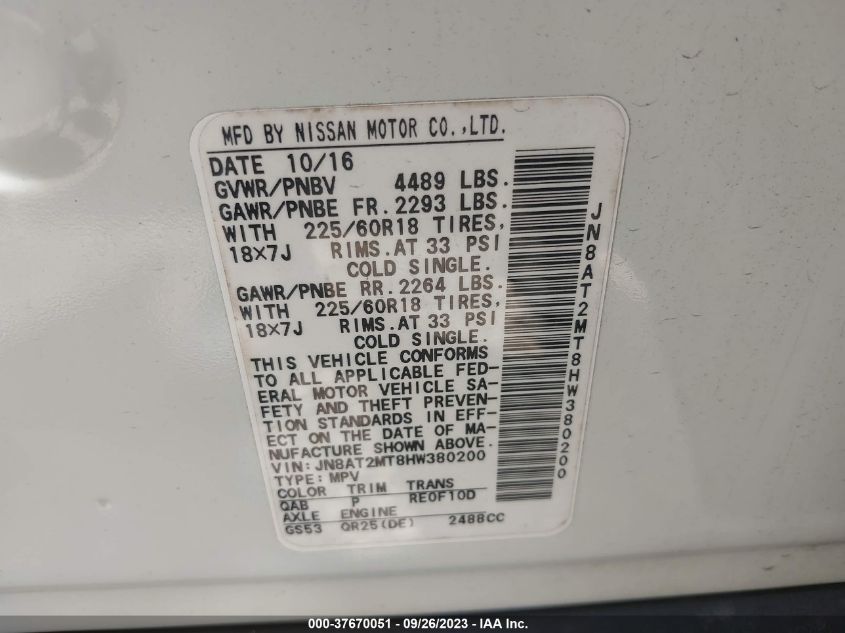 MFD BY NISSAN MOTOR CO.,LTD.
DATE 10/16
GVWR/PNBV 4489 LBS.
GAWR/PNBE FR. 2293 LBS.
WITH 225/60R18 TIRES,
18X7J RIMS.AT 33 PSI
COLD SINGLE.
GAWR/PNBE RR. 2264 LBS.
WITH 225/60R18 TIRES,
18X7J RIMS.AT 33 PSI
COLD SINGLE.
THIS VEHICLE CONFORMS
TO ALL APPLICABLE FED-
ERAL MOTOR VEHICLE SA-
FETY AND THEFT PREVEN-
TION STANDARDS IN EFF-
ECT ON THE DATE OF MA-
NUFACTURE SHOWN ABOVE.
VIN: JN8AT2MT8HW380200
TYPE: MPV
COLOR TRIM TRANS
QAB P RE0F10D
AXLE ENGINE
GS53 QR25(DE) 2488CC
JN8AT2MT8HW380200
000-37670051 - 09/26/2023 - IAA Inc.